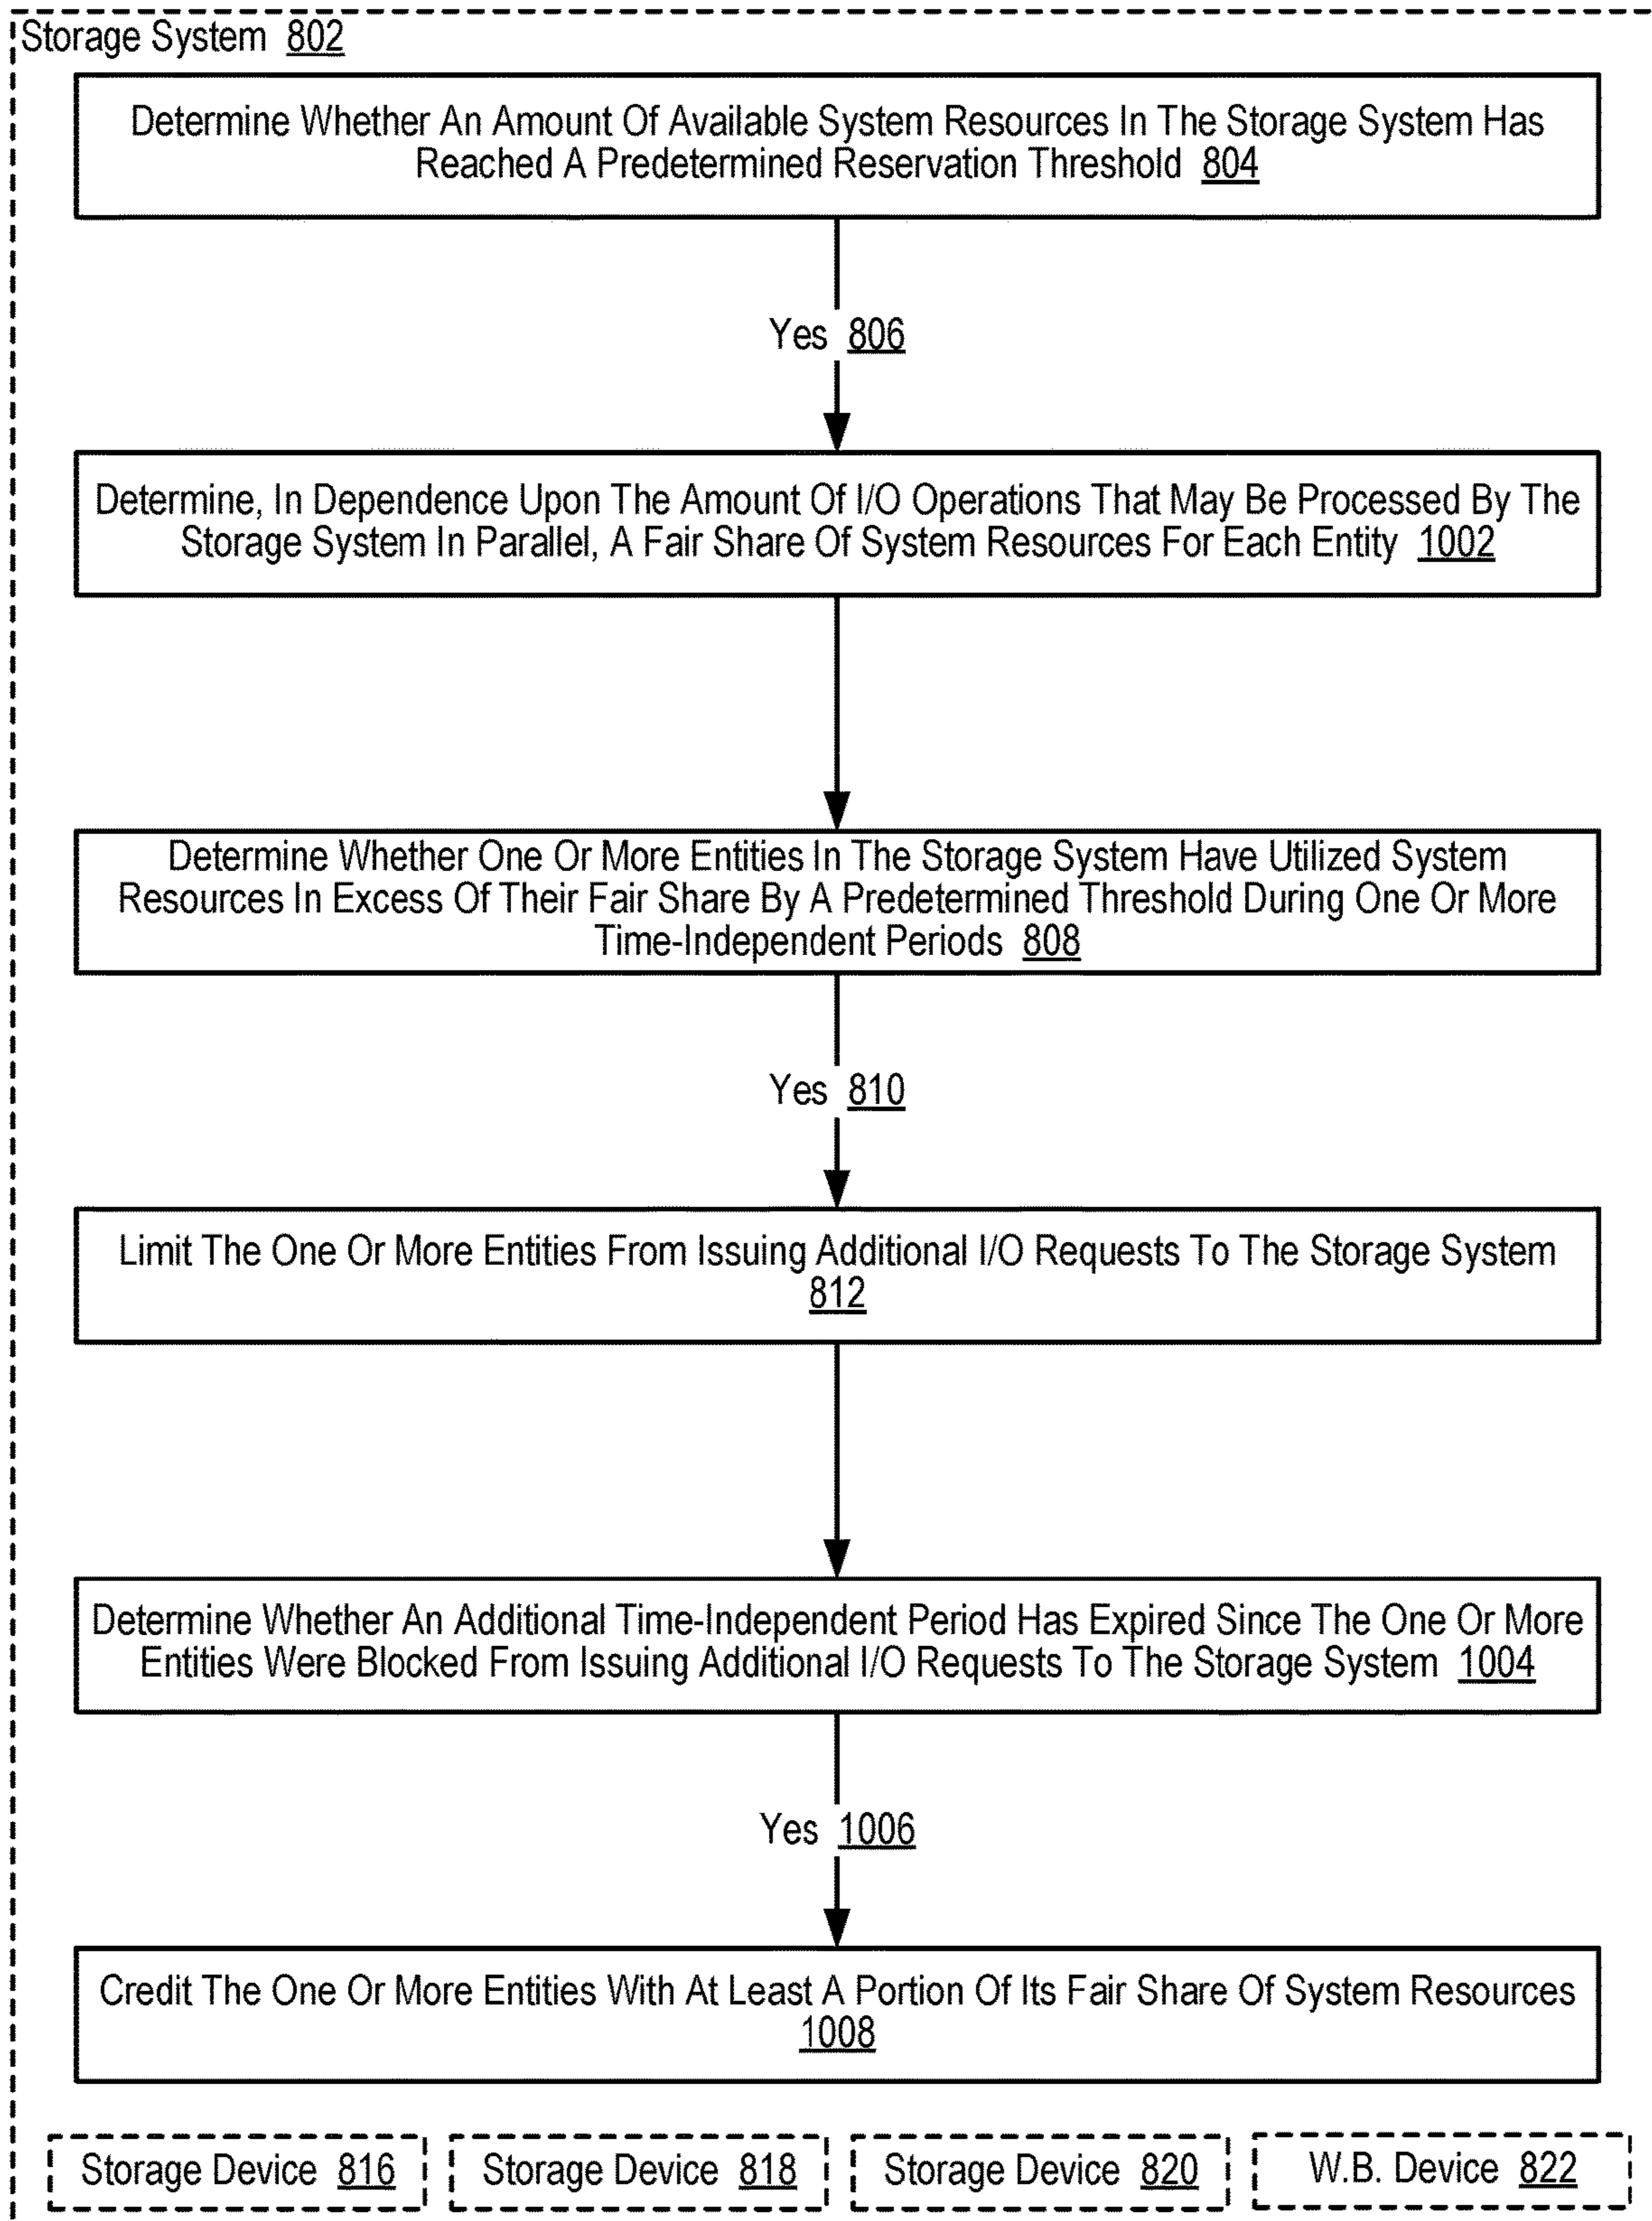 Storage System 802
Determine Whether An Amount Of Available System Resources In The Storage System Has
Reached A Predetermined Reservation Threshold 804
Yes 806
Determine, In Dependence Upon The Amount Of I/O Operations That May Be Processed By The
Storage System In Parallel, A Fair Share Of System Resources For Each Entity 1002
Determine Whether One Or More Entities In The Storage System Have Utilized System
Resources In Excess Of Their Fair Share By A Predetermined Threshold During One Or More
Time-Independent Periods 808
Yes 810
Limit The One Or More Entities From Issuing Additional I/O Requests To The Storage System
812
Determine Whether An Additional Time-Independent Period Has Expired Since The One Or More
Entities Were Blocked From Issuing Additional I/O Requests To The Storage System 1004
Yes 1006
Credit The One Or More Entities With At Least A Portion Of Its Fair Share Of System Resources
1008
Storage Device 816
Storage Device 818
Storage Device 820
W.B. Device 822